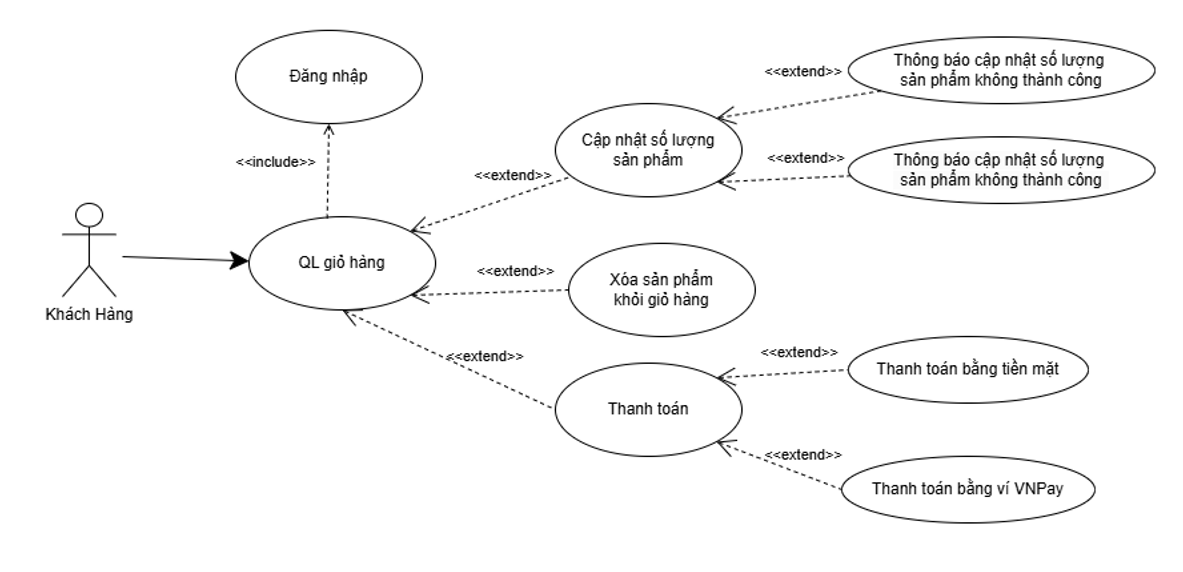 Đăng nhập
<<include>>
QL giỏ hàng
Khách Hàng
<<extend>>
Cập nhật số lượng
sản phẩm
<<extend>>
Thông báo cập nhật số lượng
sản phẩm không thành công
<<extend>>
Thông báo cập nhật số lượng
sản phẩm không thành công
<<extend>>
Xóa sản phẩm
khỏi giỏ hàng
<<extend>>
Thanh toán
<<extend>>
Thanh toán bằng tiền mặt
<<extend>>
Thanh toán bằng ví VNPay